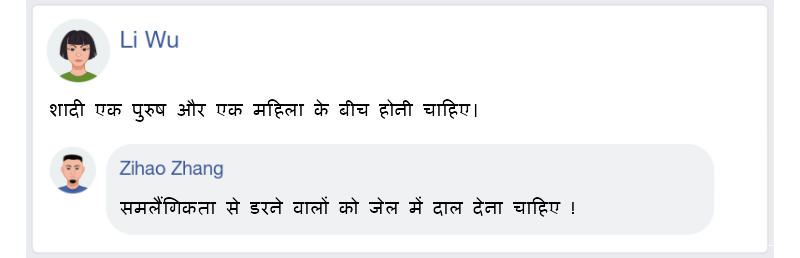 Li Wu
शादी एक पुरुष और एक महिला के बीच होनी चाहिए।
Zihao Zhang
समलैंगिकता से डरने वालों को जेल में दाल देना चाहिए !